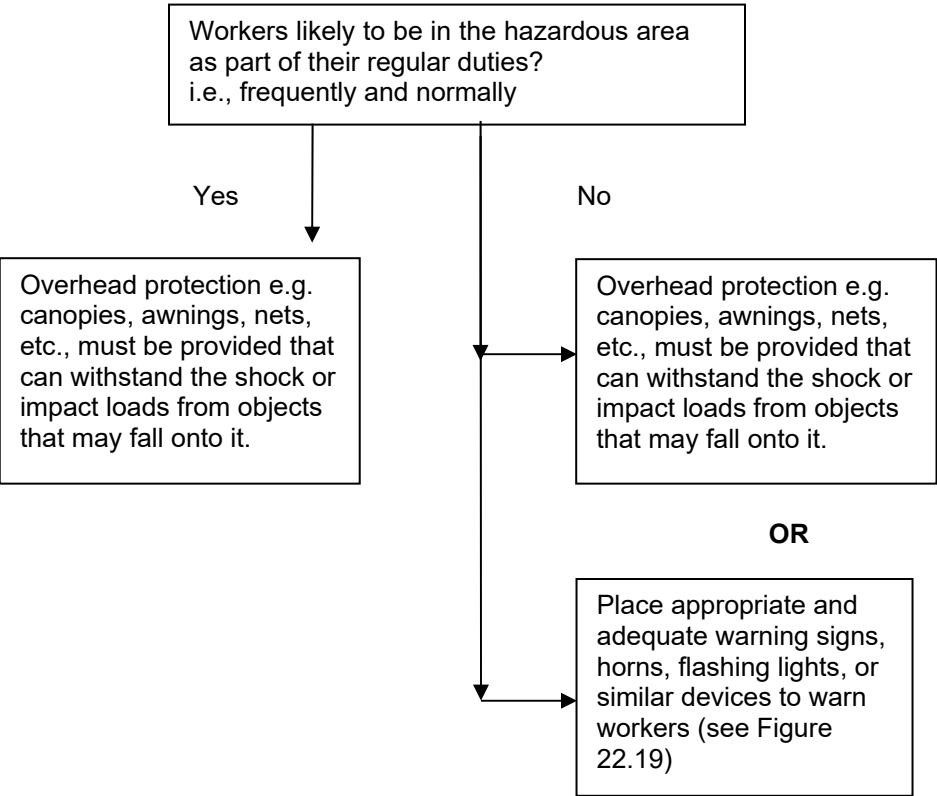 Workers likely to be in the hazardous area
as part of their regular duties?
i.e., frequently and normally
Yes
No
Overhead protection e.g.
canopies, awnings, nets,
etc., must be provided that
can withstand the shock or
impact loads from objects
that may fall onto it.
Overhead protection e.g.
canopies, awnings, nets,
etc., must be provided that
can withstand the shock or
impact loads from objects
that may fall onto it.
OR
Place appropriate and
adequate warning signs,
horns, flashing lights, or
similar devices to warn
workers (see Figure
22.19)